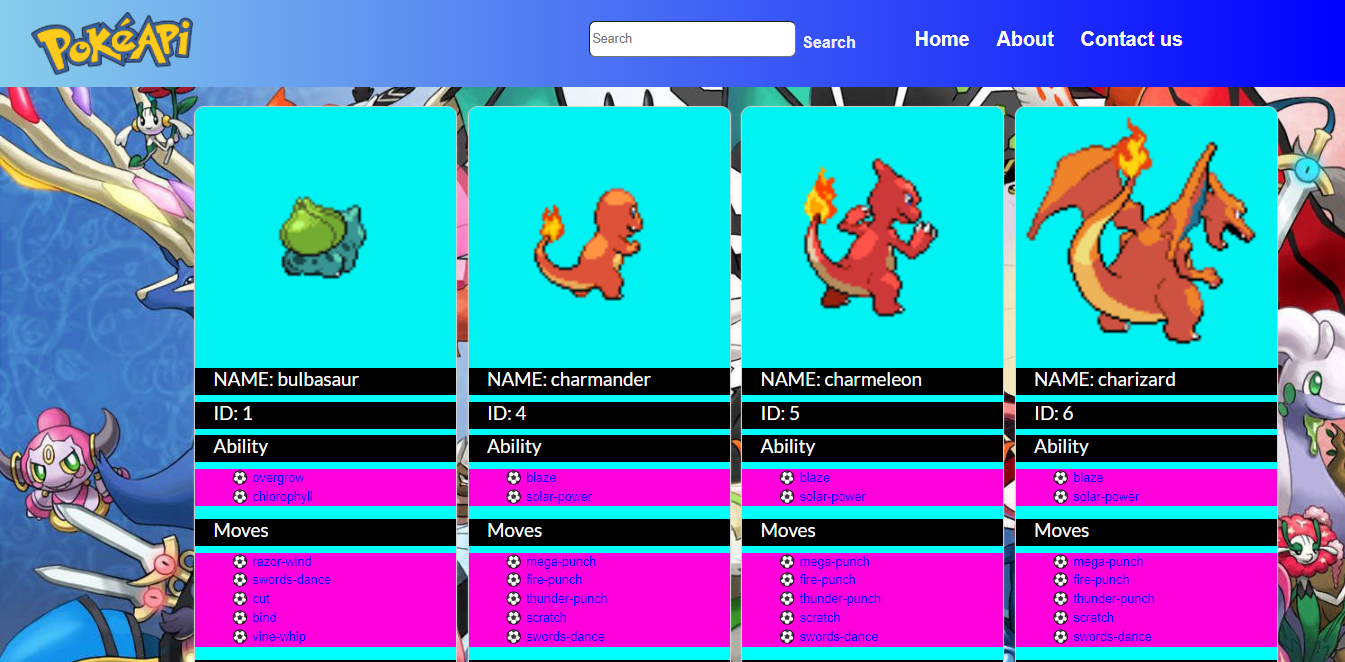 PokéApi
Search Search Home About Contact us
NAME: bulbasaur
ID: 1
Ability
overgrow
chlorophyll
Moves
razor-wind
swords-dance
cut
bind
vine-whip
NAME: charmander
ID: 4
Ability
blaze
solar-power
Moves
mega-punch
fire-punch
thunder-punch
scratch
swords-dance
NAME: charmeleon
ID: 5
Ability
blaze
solar-power
Moves
mega-punch
fire-punch
thunder-punch
scratch
swords-dance
NAME: charizard
ID: 6
Ability
blaze
solar-power
Moves
mega-punch
fire-punch
thunder-punch
scratch
swords-dance